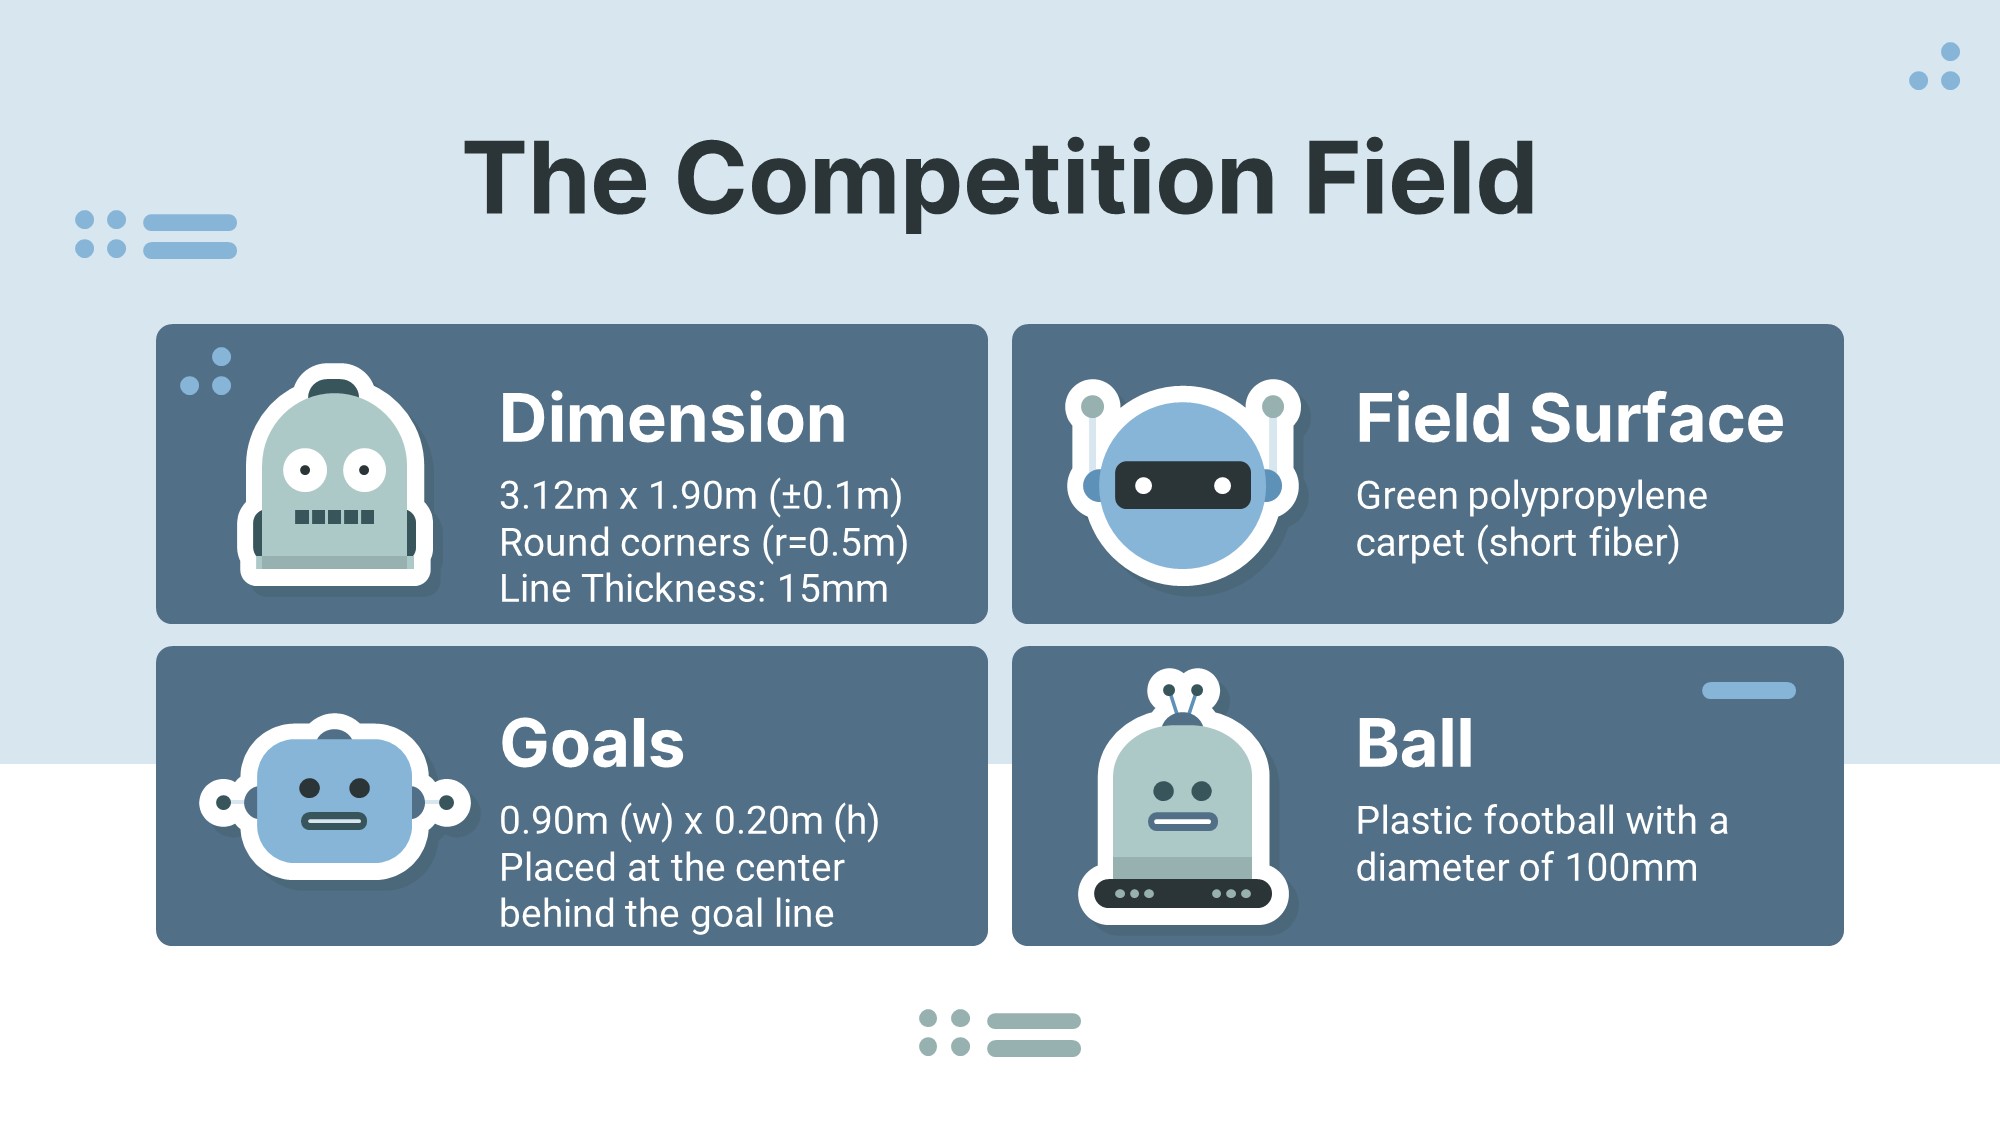 The Competition Field
Dimension
3.12m x 1.90m (±0.1m)
Round corners (r=0.5m)
Line Thickness: 15mm
Field Surface
Green polypropylene
carpet (short fiber)
Goals
0.90m (w) x 0.20m (h)
Placed at the center
behind the goal line
Ball
Plastic football with a
diameter of 100mm